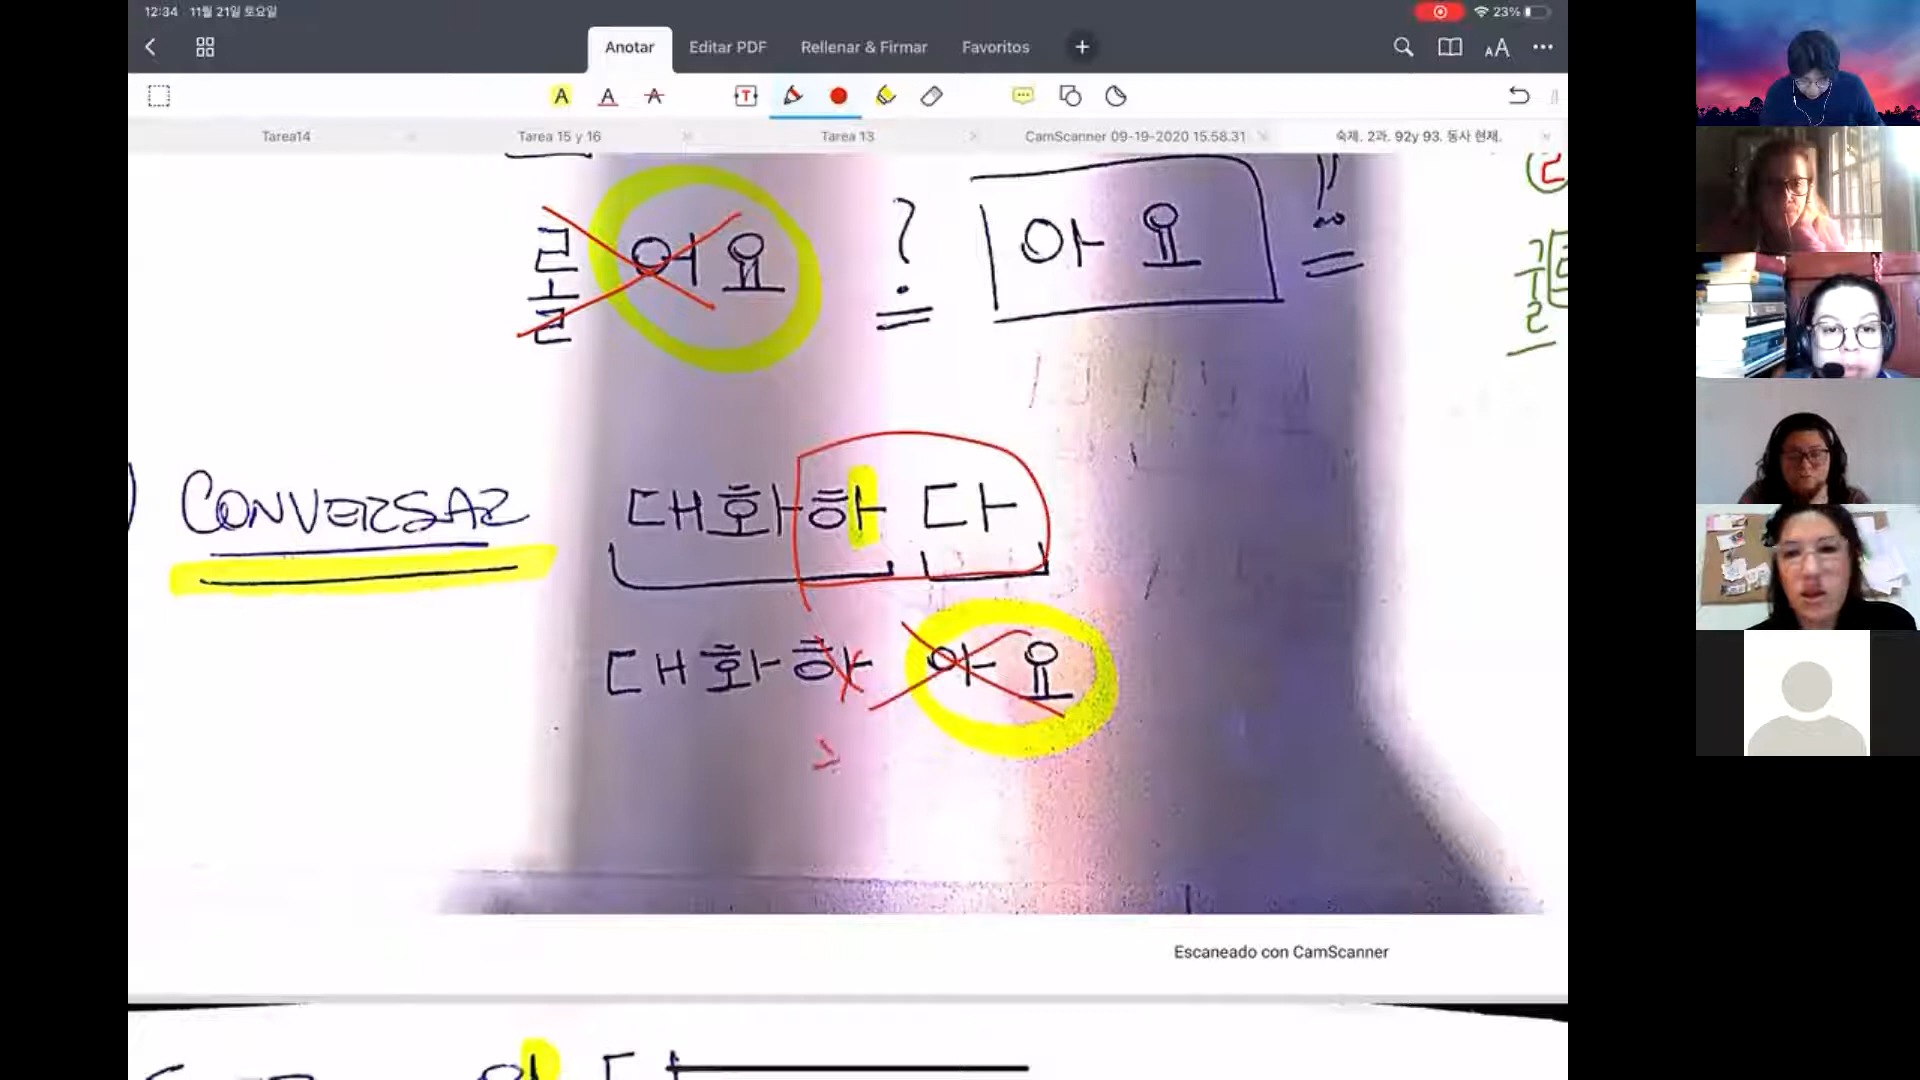 12:34 11월 21일 토요일
23%
Anotar Editar PDF Rellenar & Firmar Favoritos
Tarea14 Tarea 15 y 16 Tarea 13 CamScanner 09-19-2020 15.58.31 숙제. 2과. 92y 93. 동사 현재.
어요 ? 아요 !!
CONVERSAR 대화하 다
대화하 아요
Escaneado con CamScanner